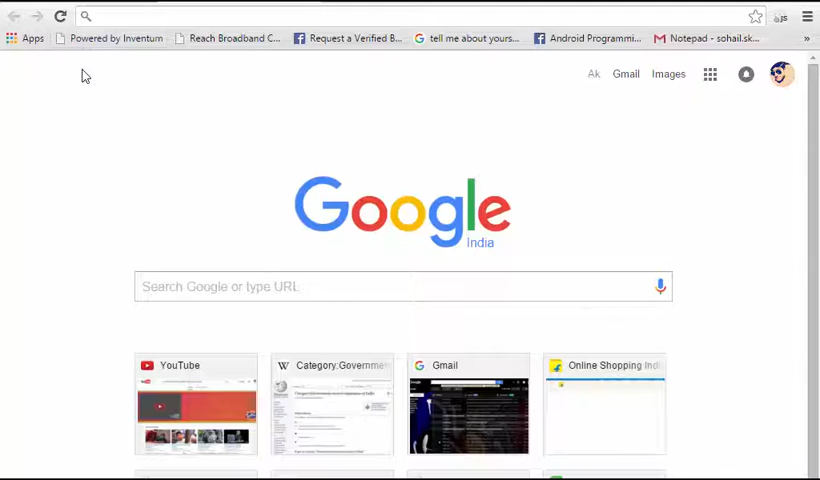 Apps Powered by Inventum Reach Broadband C... Request a Verified B... tell me about yours... Android Programmi... Notepad - sohail.sk... »
Ak Gmail Images
Google
India
Search Google or type URL
YouTube Category:Governme Gmail Online Shopping Indi